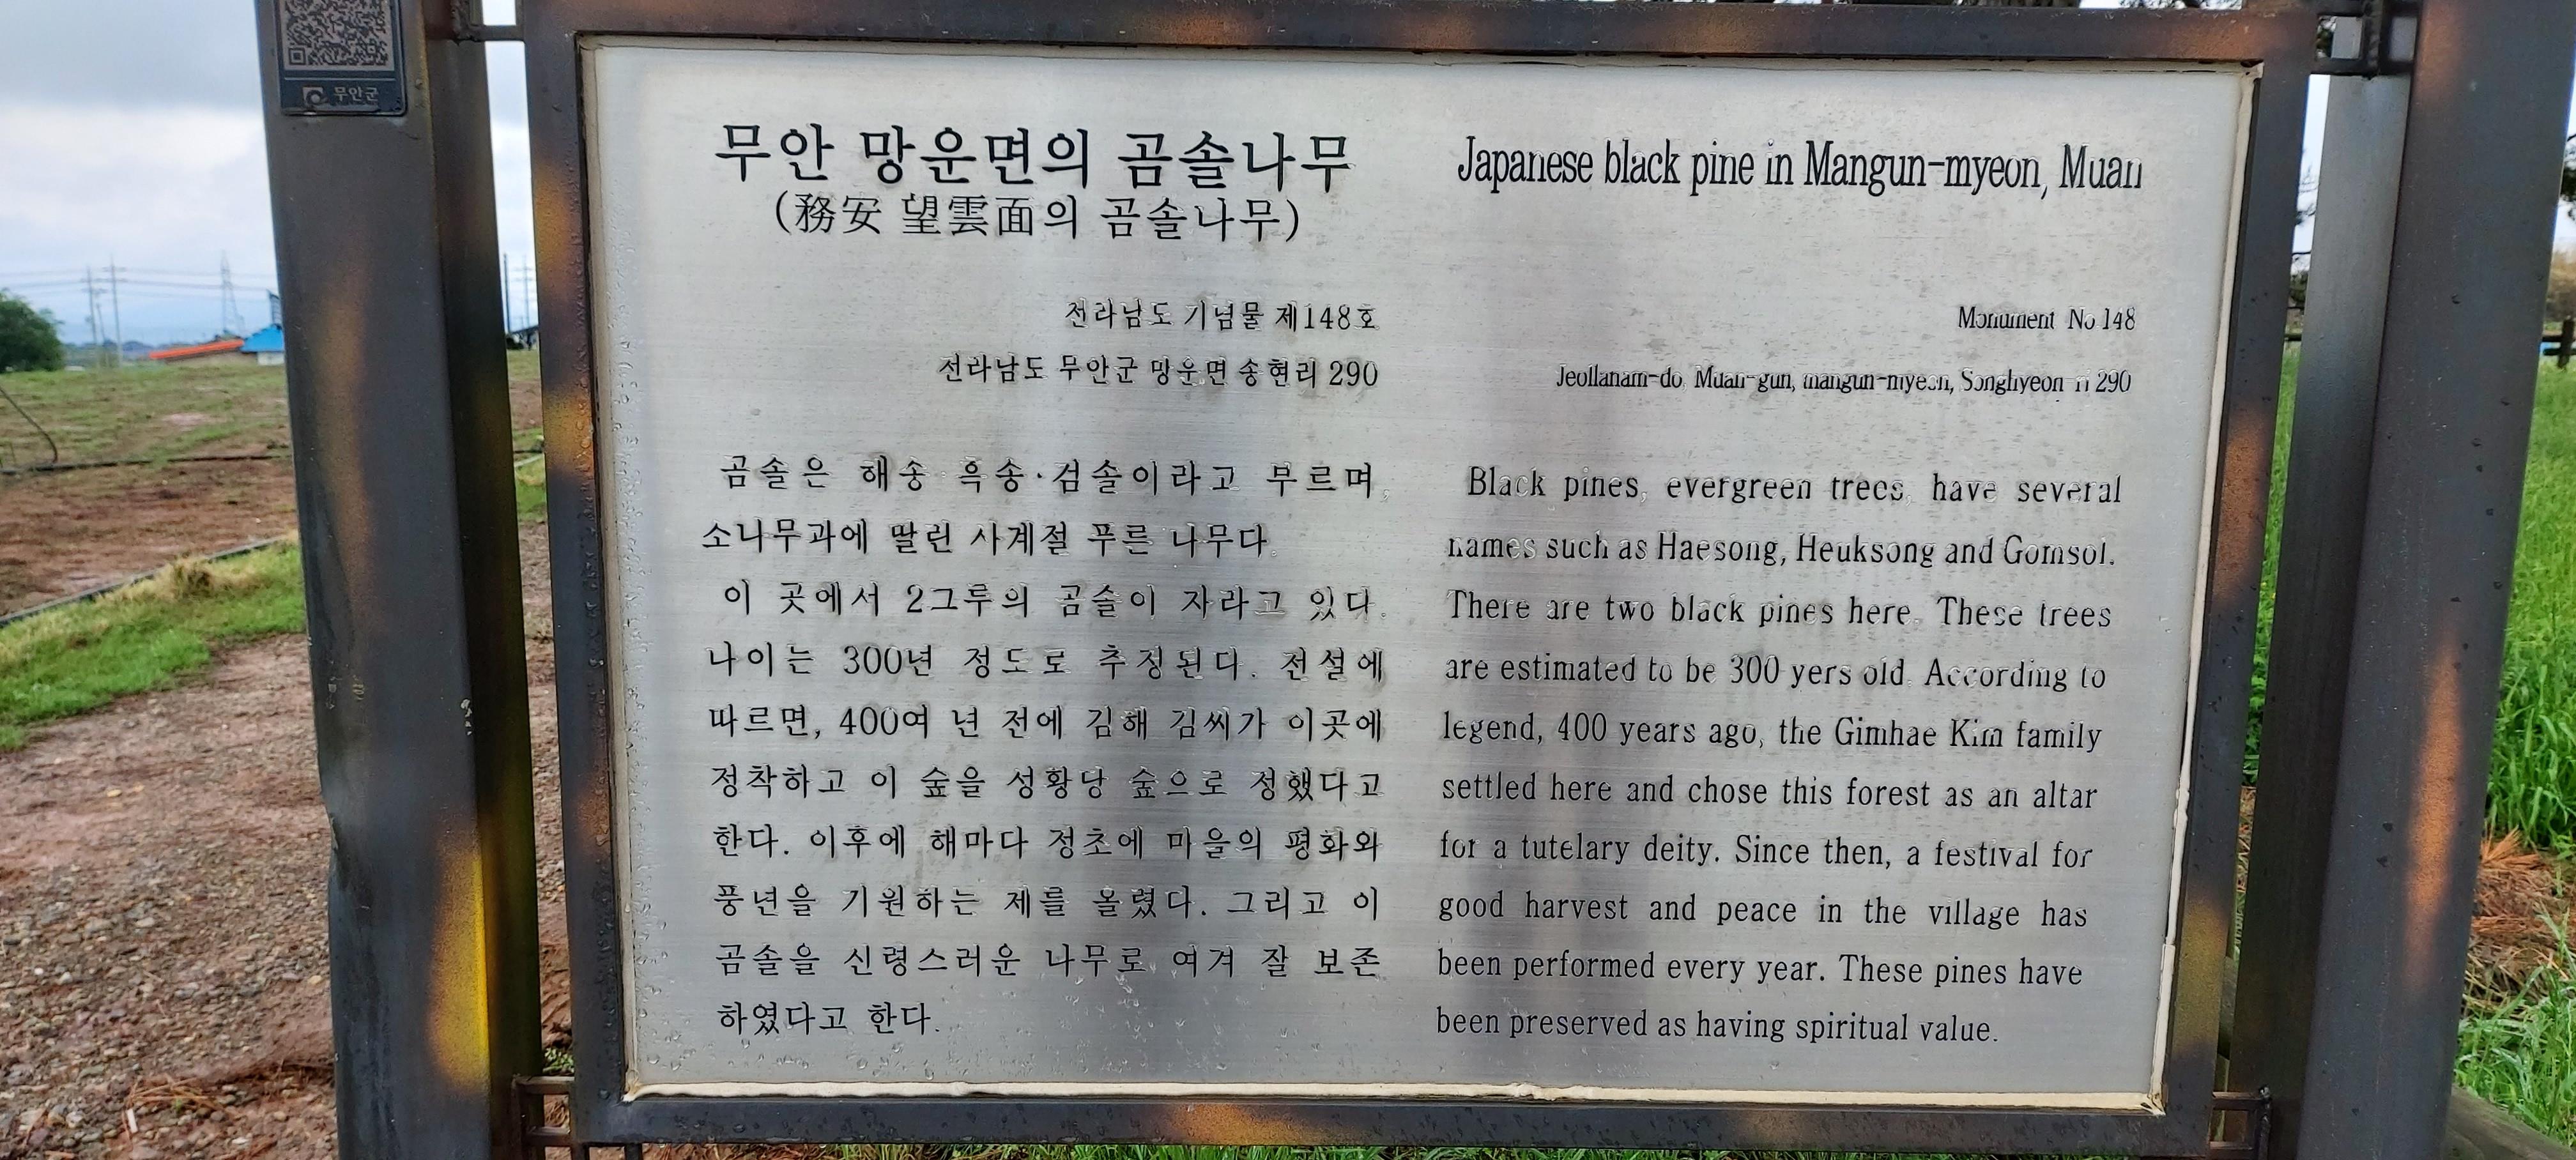 무안군
무안 망운면의 곰솔나무
(務安 望雲面의 곰솔나무)
전라남도 기념물 제148호
전라남도 무안군 망운면 송현리 290
곰솔은 해송·흑송·검솔이라고 부르며,
소나무과에 딸린 사계절 푸른 나무다.
이 곳에서 2그루의 곰솔이 자라고 있다.
나이는 300년 정도로 추정된다. 전설에
따르면, 400여 년 전에 김해 김씨가 이곳에
정착하고 이 숲을 성황당 숲으로 정했다고
한다. 이후에 해마다 정초에 마을의 평화와
풍년을 기원하는 제를 올렸다. 그리고 이
곰솔을 신령스러운 나무로 여겨 잘 보존
하였다고 한다.
Japanese black pine in Mangun-myeon, Muan
Monument No 148
Jeollanam-do, Muan-gun, mangun-myeon, Songhyeon-ri 290
Black pines, evergreen trees, have several
names such as Haesong, Heuksong and Gomsol.
There are two black pines here. These trees
are estimated to be 300 yers old. According to
legend, 400 years ago, the Gimhae Kim family
settled here and chose this forest as an altar
for a tutelary deity. Since then, a festival for
good harvest and peace in the village has
been performed every year. These pines have
been preserved as having spiritual value.